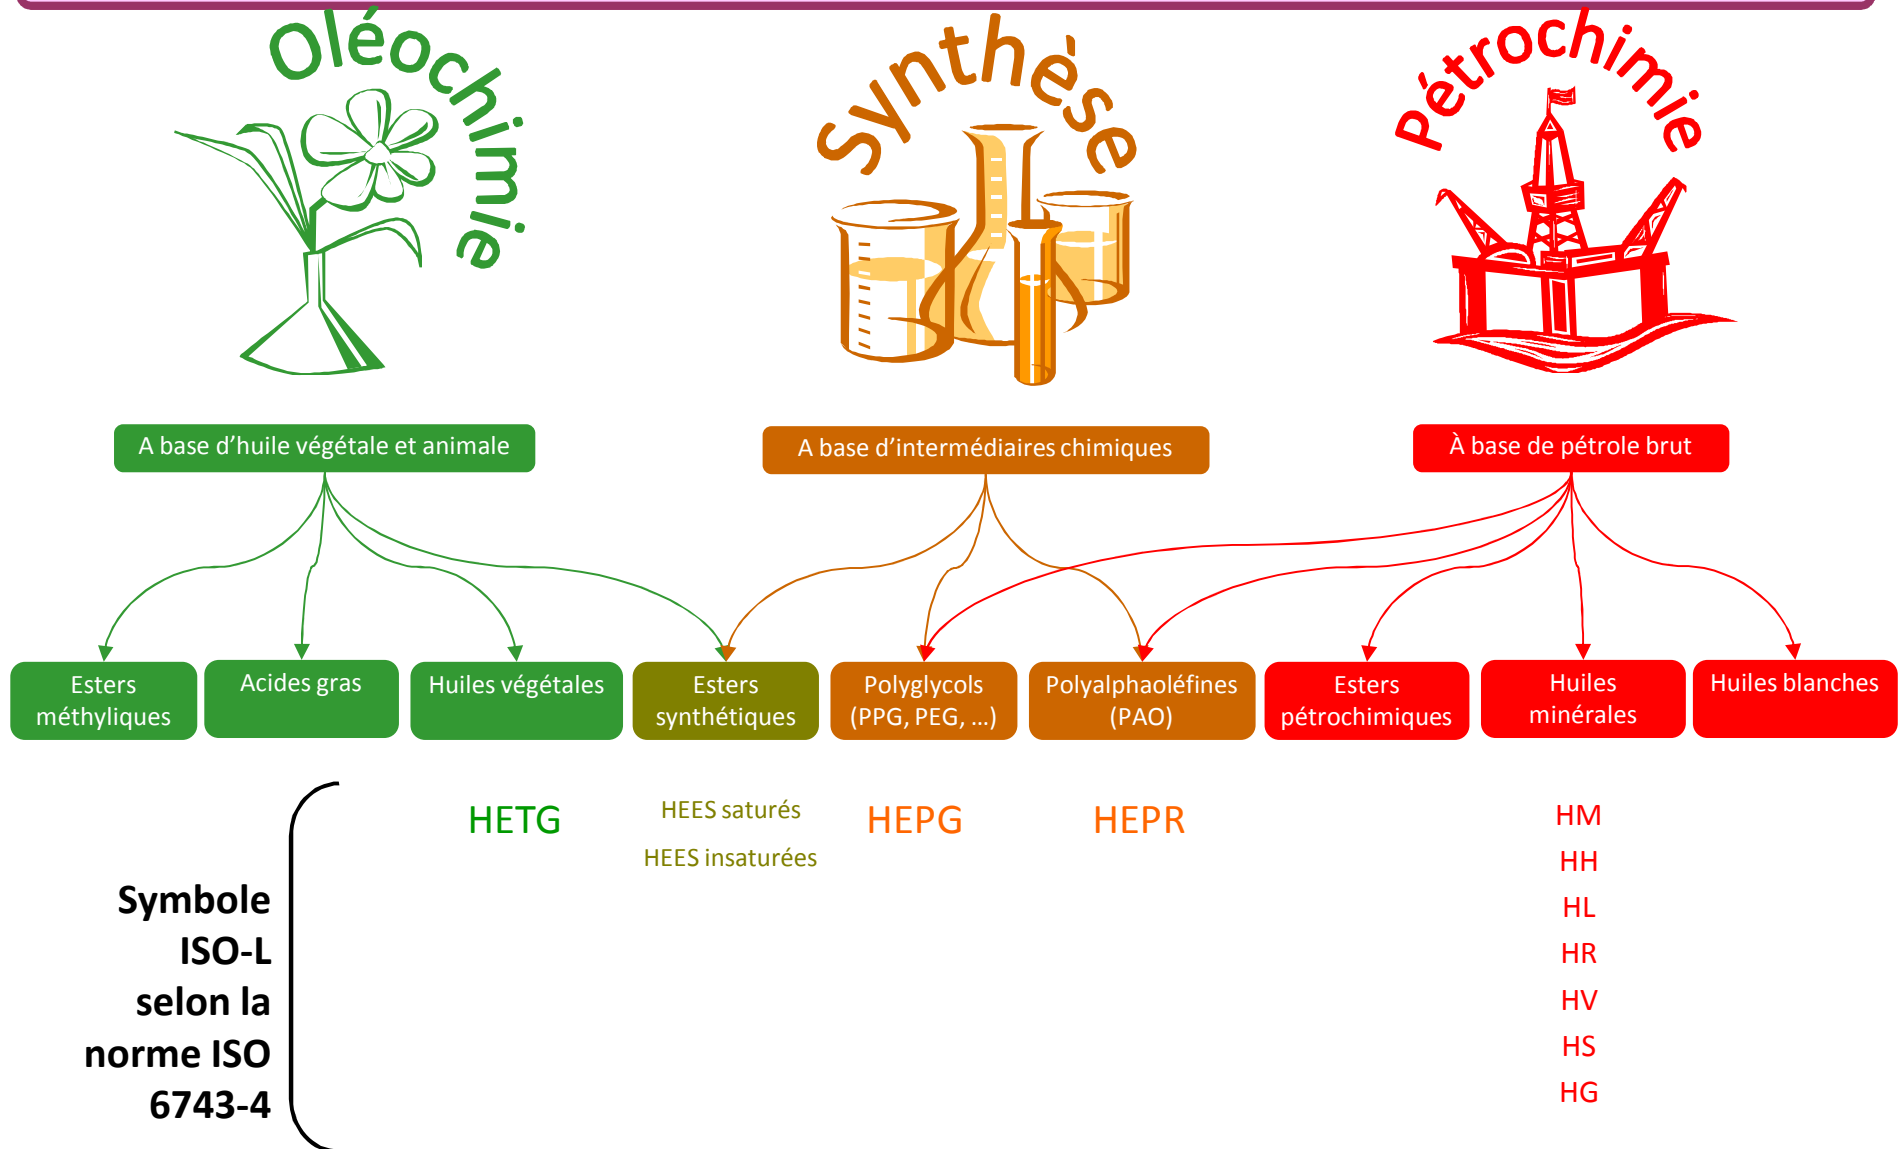 Oléochimie
Synthèse
Pétrochimie
A base d’huile végétale et animale
A base d’intermédiaires chimiques
À base de pétrole brut
Esters
méthyliques
Acides gras
Huiles végétales
Esters
synthétiques
Polyglycols
(PPG, PEG, …)
Polyalphaoléfines
(PAO)
Esters
pétrochimiques
Huiles
minérales
Huiles blanches
Symbole
ISO-L
selon la
norme ISO
6743-4
HETG
HEES saturés
HEES insaturées
HEPG
HEPR
HM
HH
HL
HR
HV
HS
HG